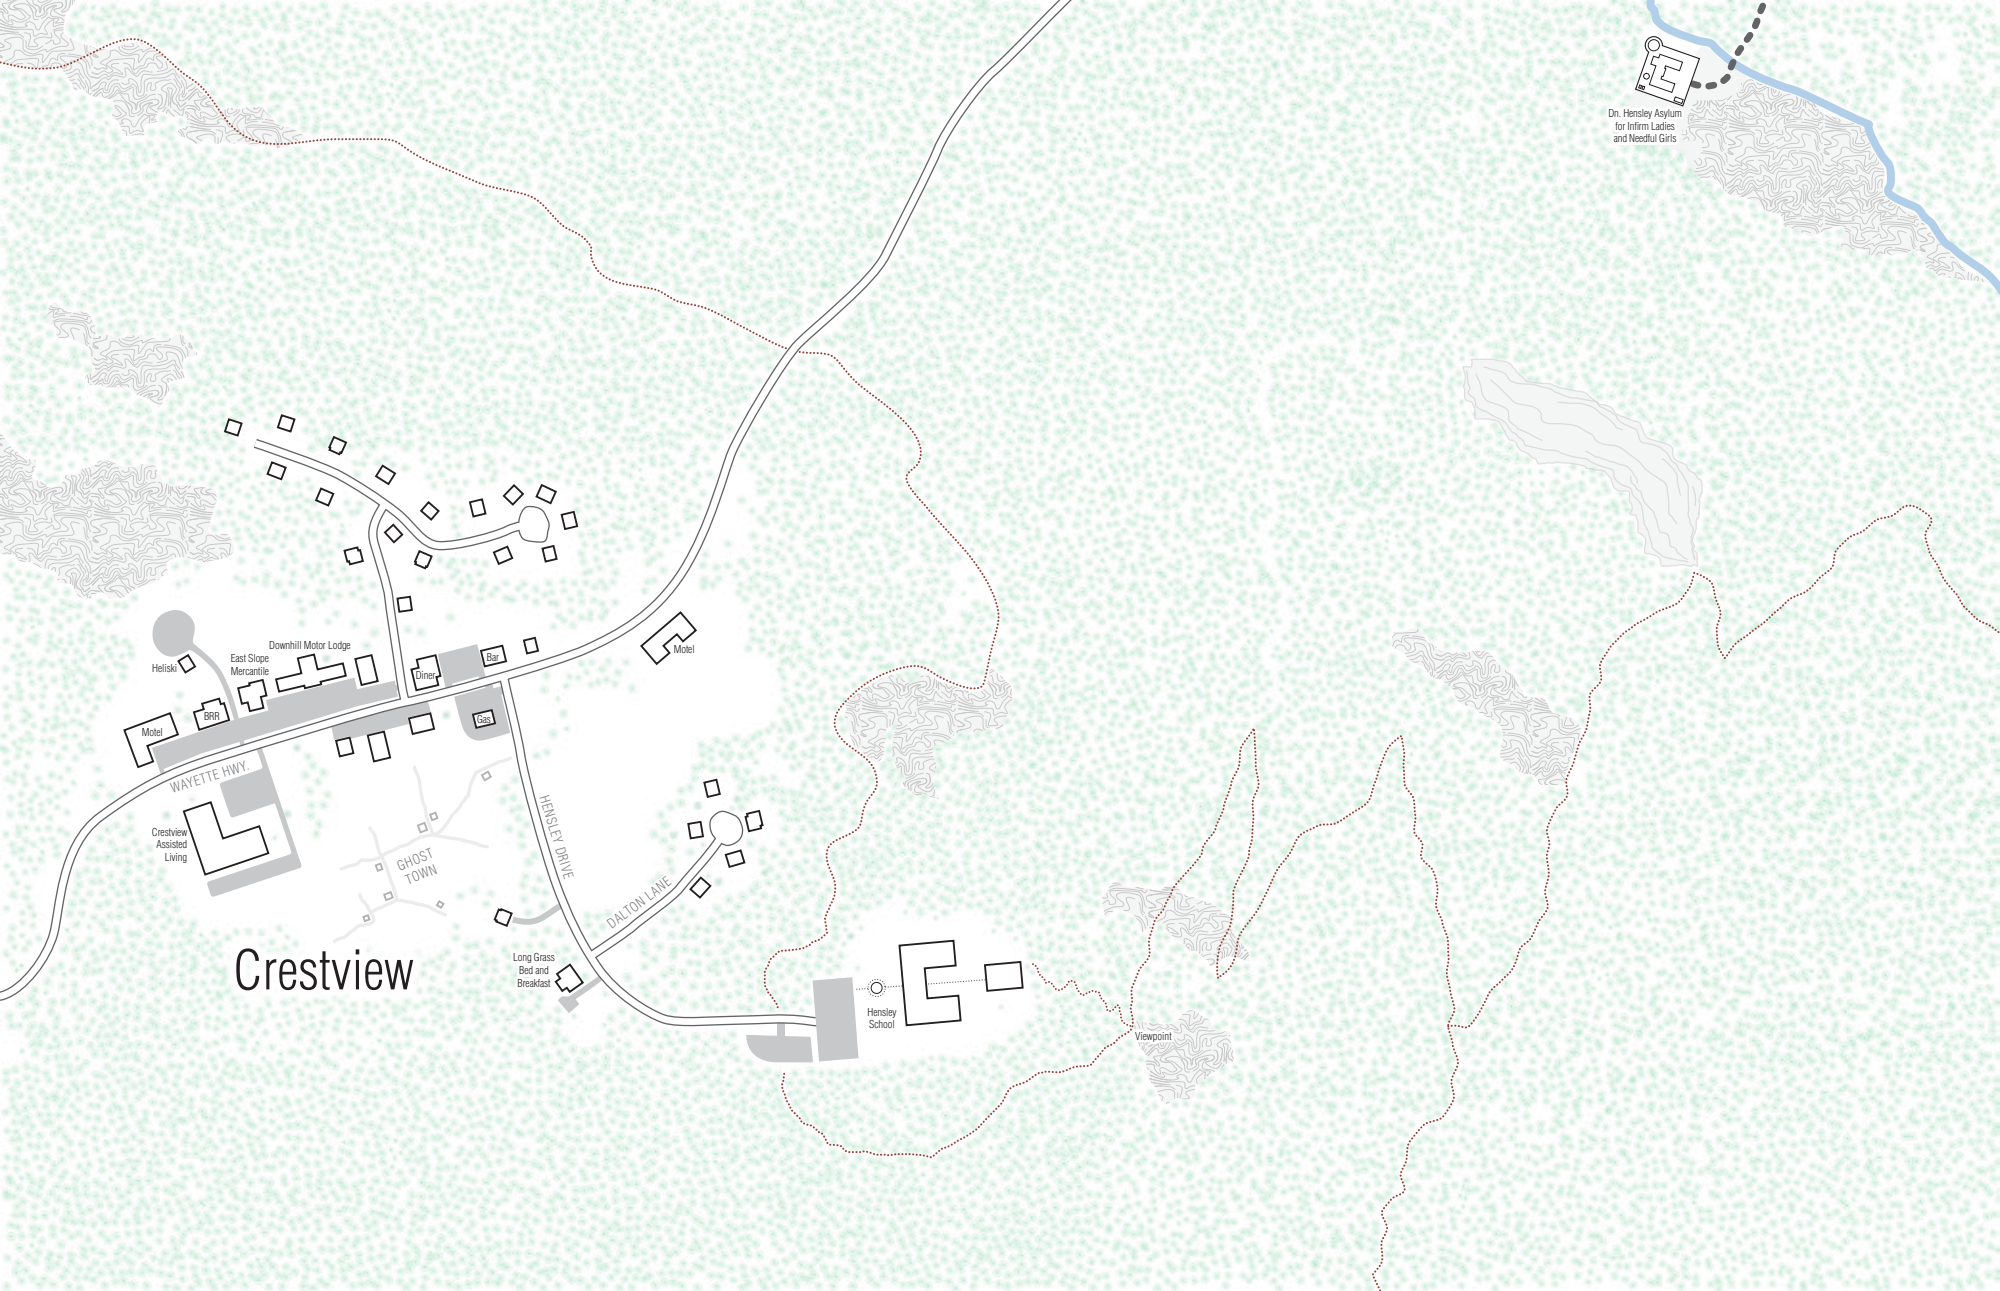 Dn. Hensley Asylum
for Infirm Ladies
and Needful Girls
Downhill Motor Lodge
East Slope
Mercantile
Heliski
Bar
Motel
Diner
BRR
Gas
Motel
WAYETTE HWY.
HENSLEY DRIVE
Crestview
Assisted
Living
GHOST
TOWN
DALTON LANE
Crestview
Long Grass
Bed and
Breakfast
Hensley
School
Viewpoint